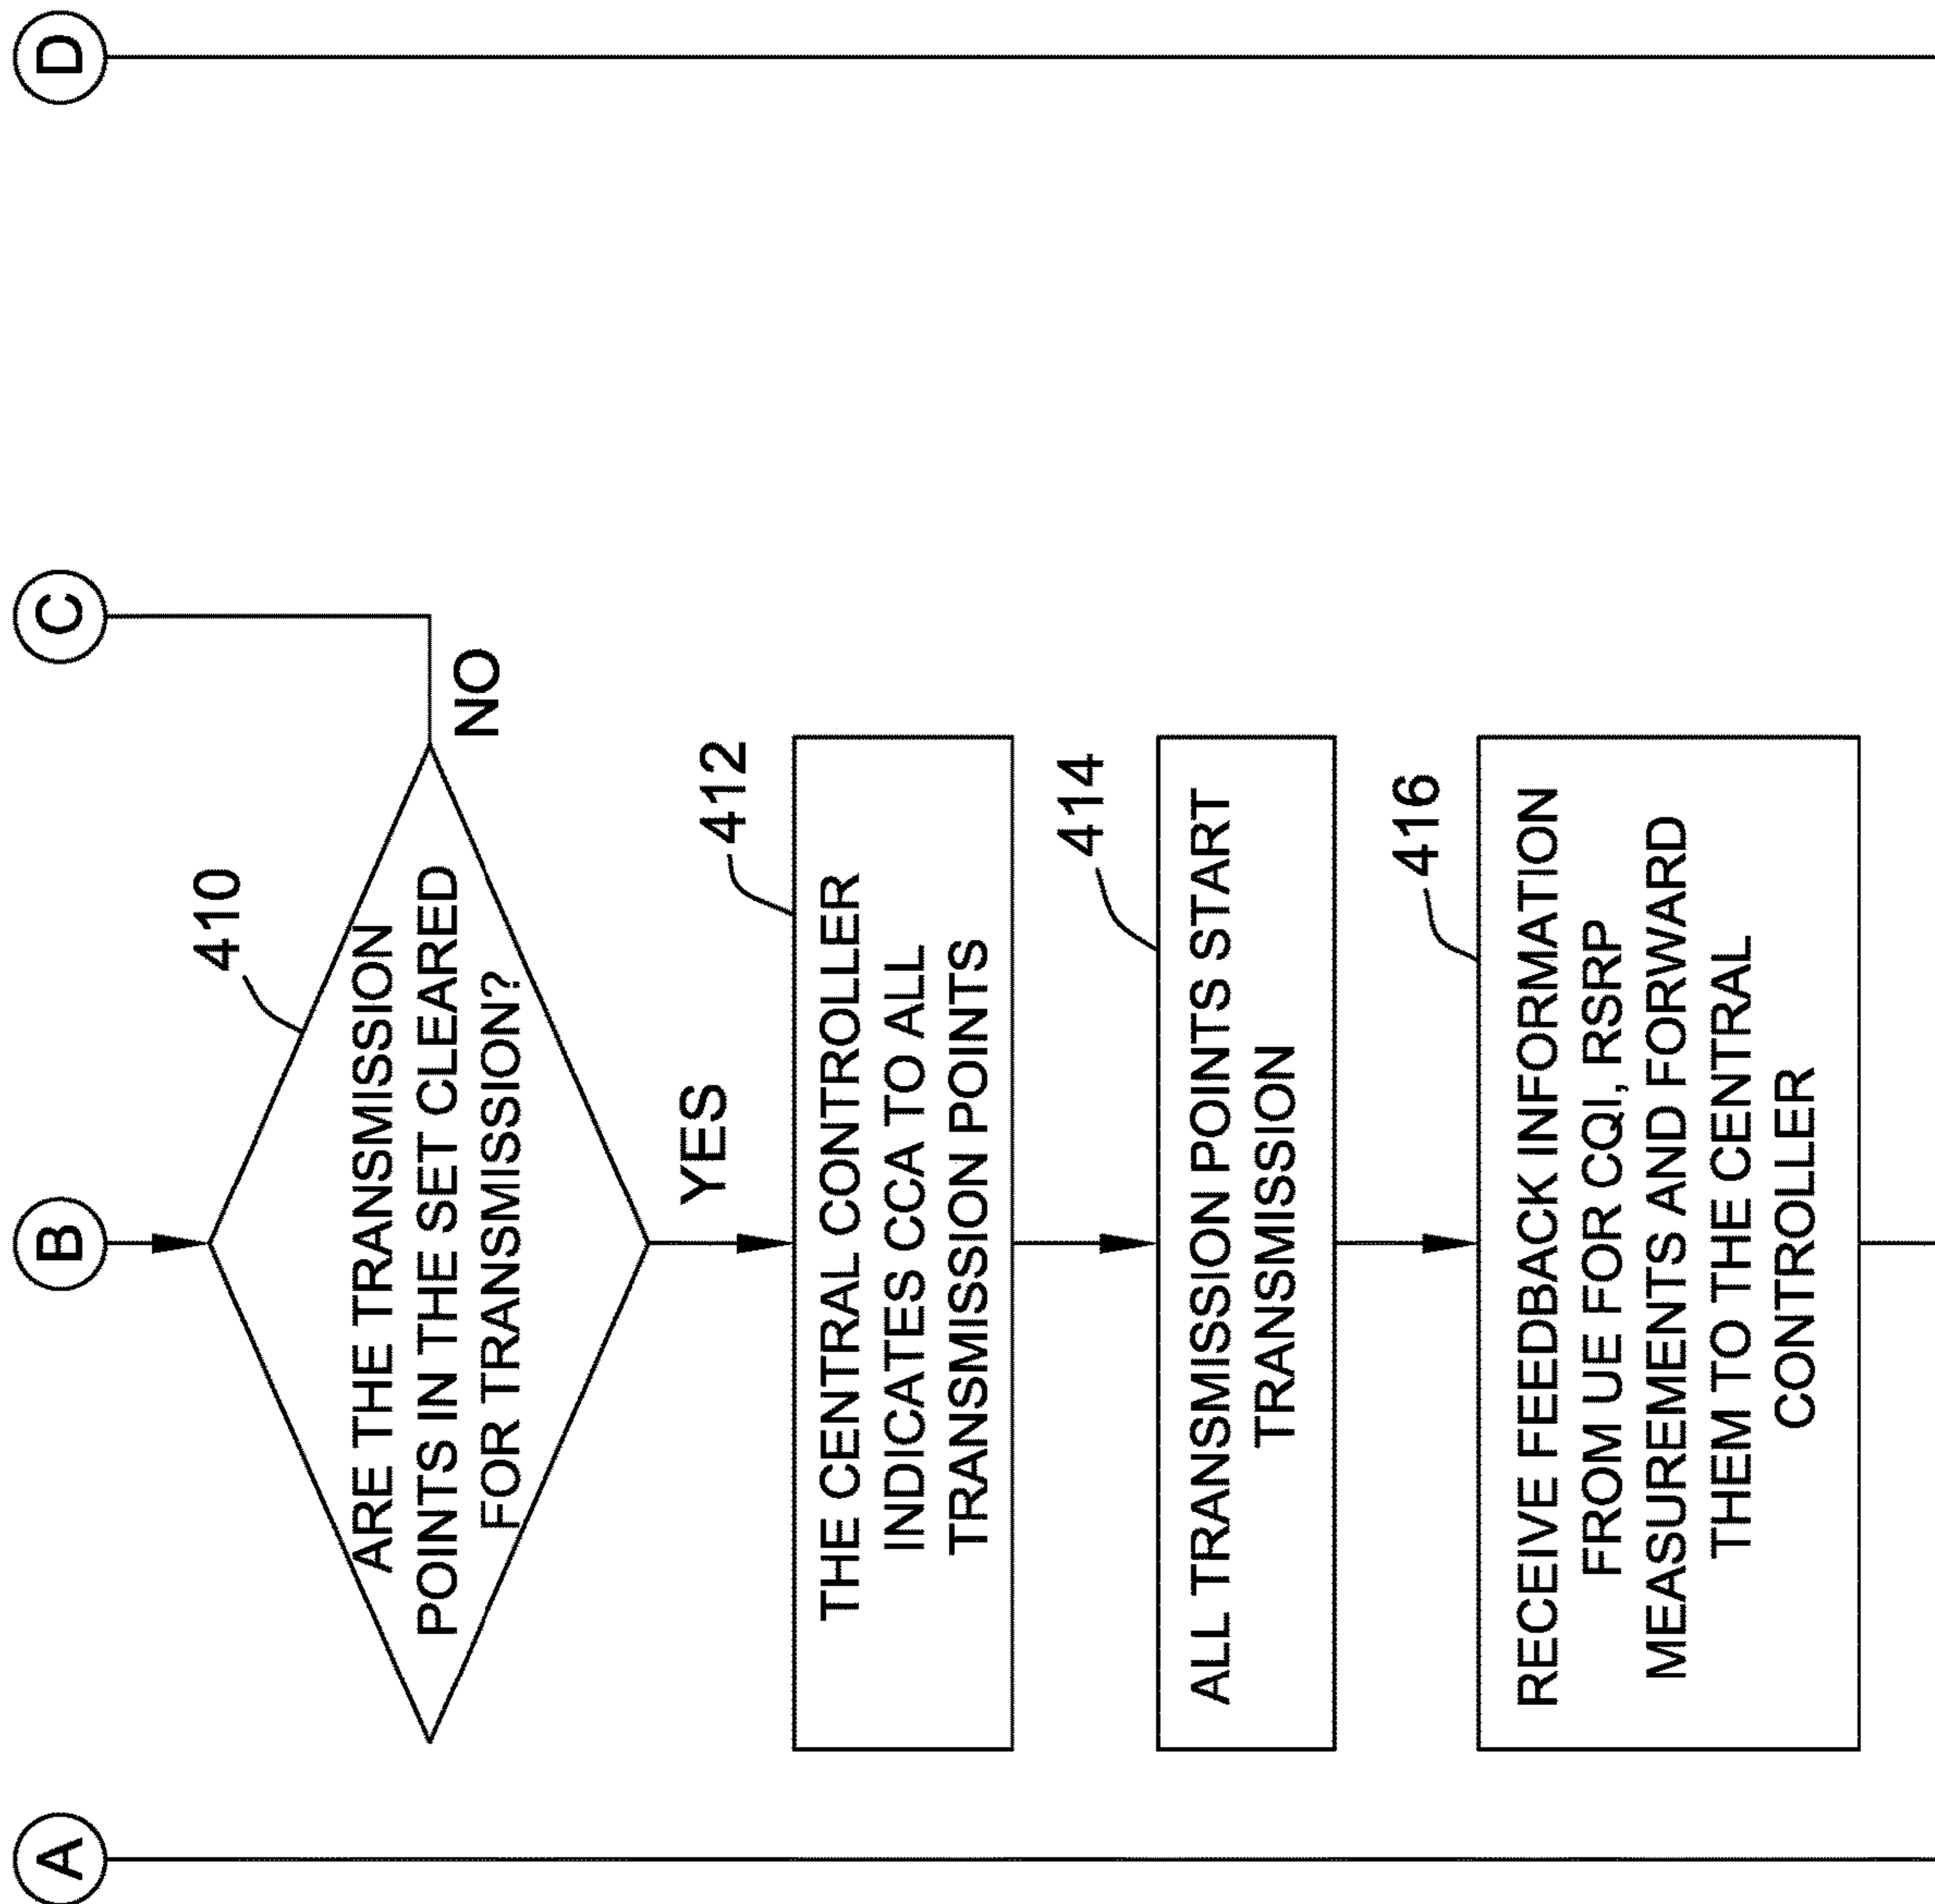 A
B
C
D
410
ARE THE TRANSMISSION
POINTS IN THE SET CLEARED
FOR TRANSMISSION?
NO
YES
412
THE CENTRAL CONTROLLER
INDICATES CCA TO ALL
TRANSMISSION POINTS
414
ALL TRANSMISSION POINTS START
TRANSMISSION
416
RECEIVE FEEDBACK INFORMATION
FROM UE FOR CQI, RSRP
MEASUREMENTS AND FORWARD
THEM TO THE CENTRAL
CONTROLLER